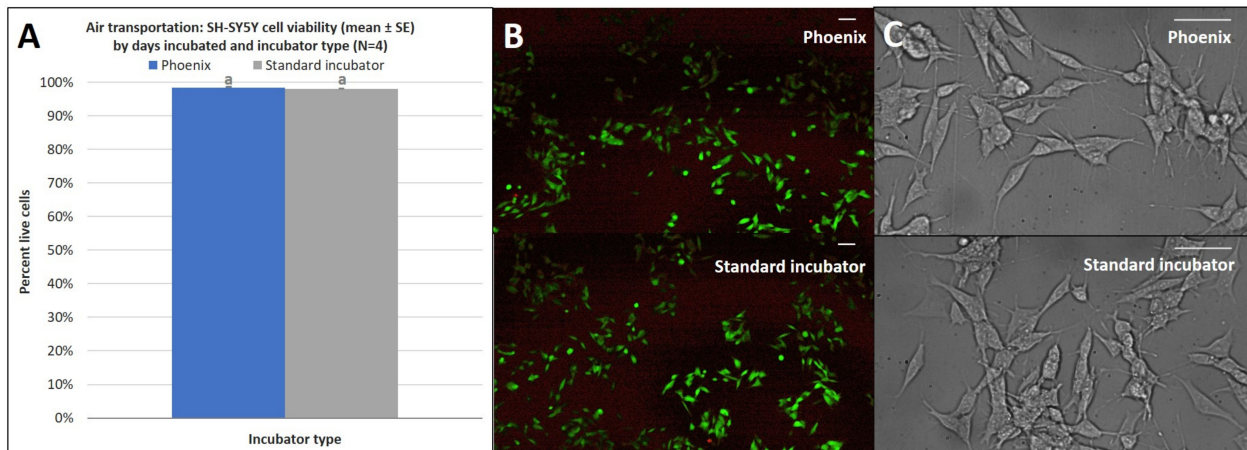 A
Air transportation: SH-SY5Y cell viability (mean ± SE)
by days incubated and incubator type (N=4)
Phoenix
Standard incubator
a
a
100%
90%
80%
70%
60%
50%
40%
30%
20%
10%
0%
Percent live cells
Incubator type
B
Phoenix
Standard incubator
C
Phoenix
Standard incubator